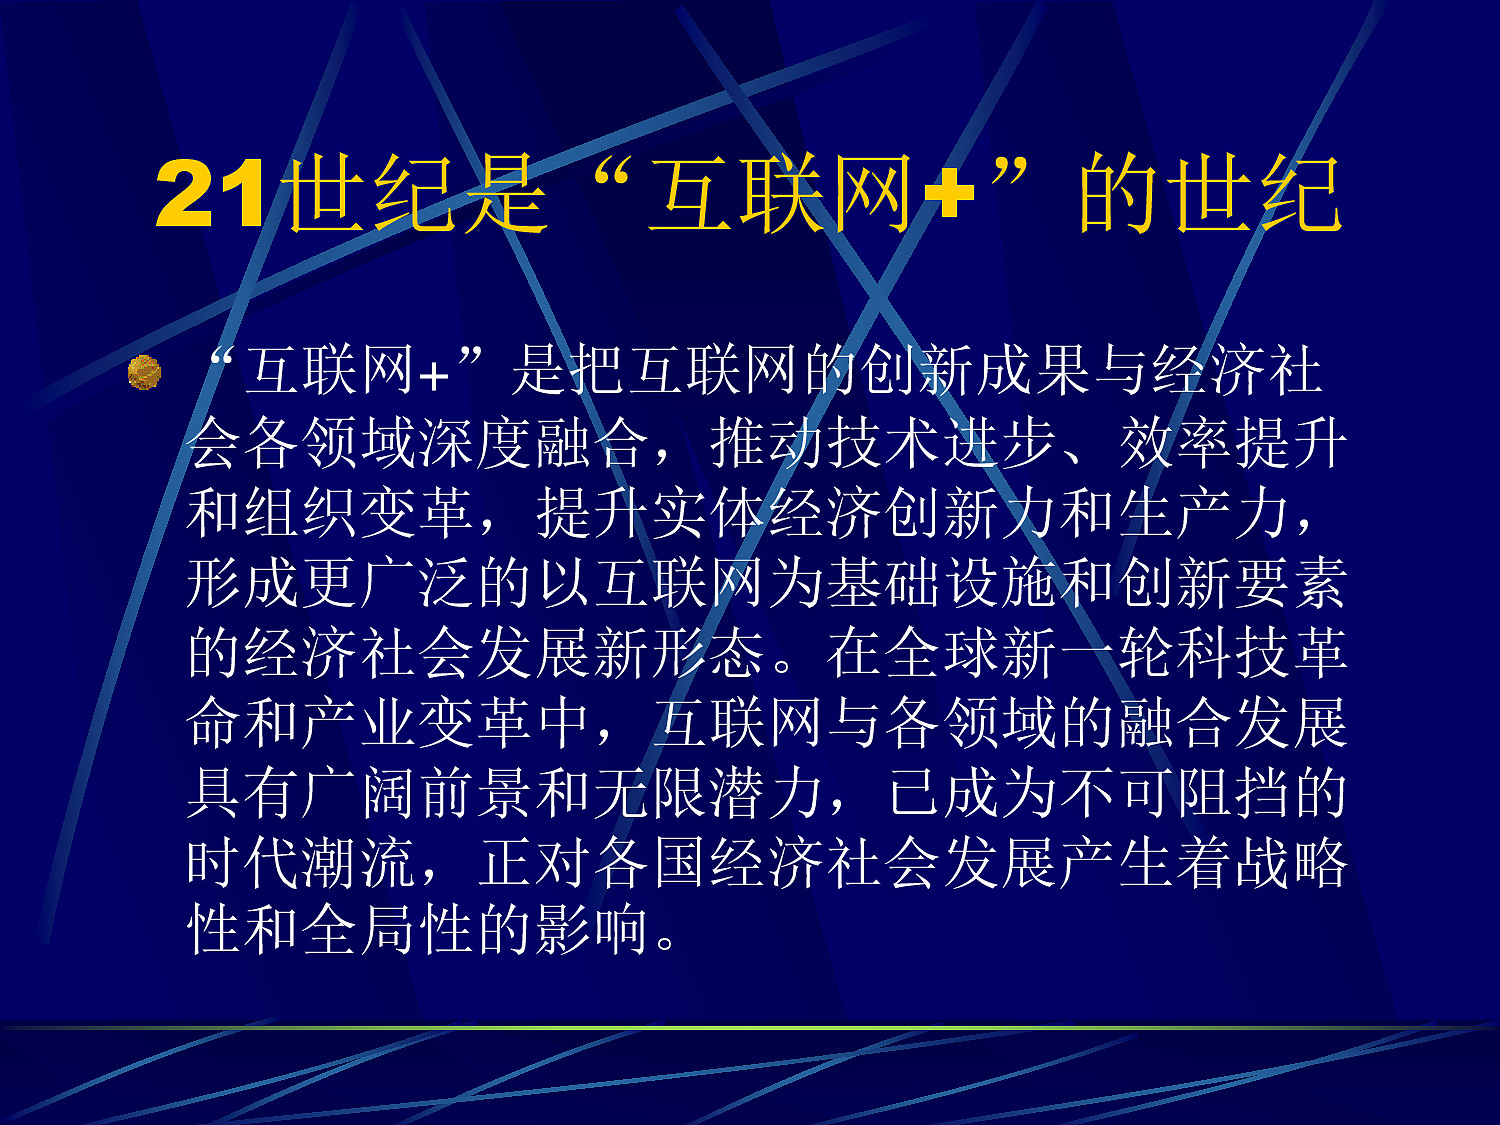 21世纪是“互联网+”的世纪
“互联网+”是把互联网的创新成果与经济社
会各领域深度融合，推动技术进步、效率提升
和组织变革，提升实体经济创新力和生产力，
形成更广泛的以互联网为基础设施和创新要素
的经济社会发展新形态。在全球新一轮科技革
命和产业变革中，互联网与各领域的融合发展
具有广阔前景和无限潜力，已成为不可阻挡的
时代潮流，正对各国经济社会发展产生着战略
性和全局性的影响。